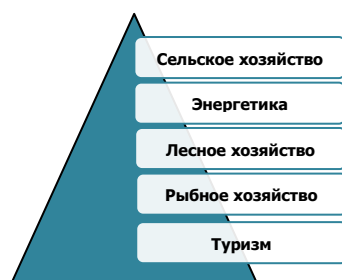 Сельское хозяйство
Энергетика
Лесное хозяйство
Рыбное хозяйство
Туризм